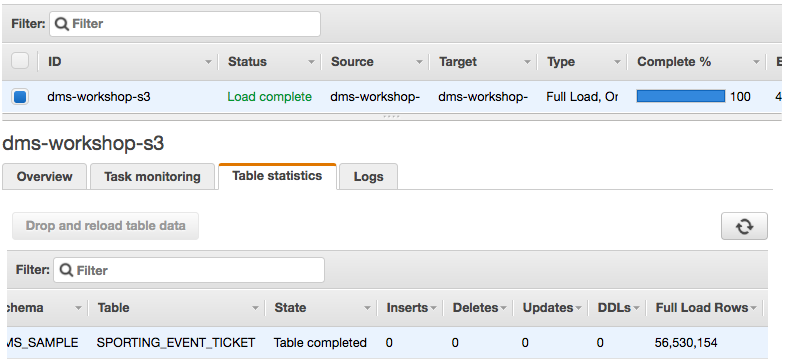 Filter: Filter
ID Status Source Target Type Complete % E
dms-workshop-s3 Load complete dms-workshop- dms-workshop- Full Load, Or 100 4
dms-workshop-s3
Overview Task monitoring Table statistics Logs
Drop and reload table data
Filter: Filter
chema Table State Inserts Deletes Updates DDLs Full Load Rows
MS_SAMPLE SPORTING_EVENT_TICKET Table completed 0 0 0 0 56,530,154